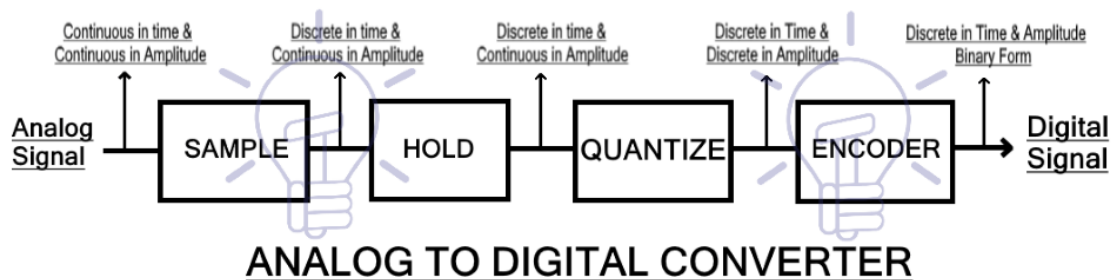 Continuous in time &
Continuous in Amplitude
Discrete in time &
Continuous in Amplitude
Discrete in time &
Continuous in Amplitude
Discrete in Time &
Discrete in Amplitude
Discrete in Time & Amplitude
Binary Form
Analog
Signal
SAMPLE
HOLD
QUANTIZE
ENCODER
Digital
Signal
ANALOG TO DIGITAL CONVERTER